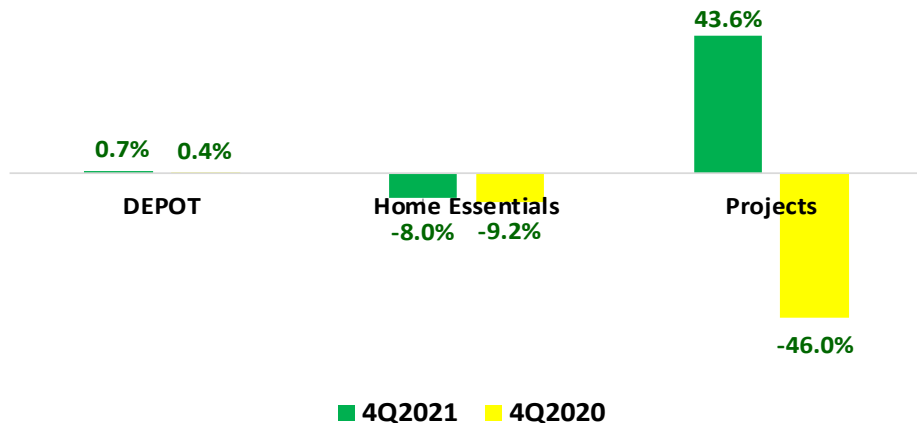 43.6%
0.7% 0.4%
DEPOT Home Essentials Projects
-8.0% -9.2%
-46.0%
4Q2021 4Q2020